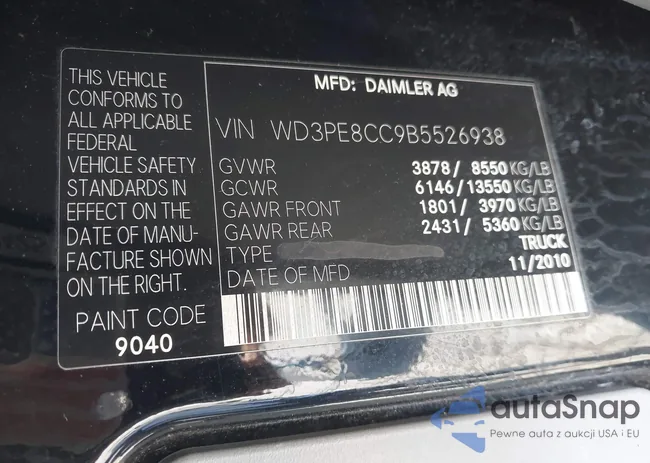 THIS VEHICLE
CONFORMS TO
ALL APPLICABLE
FEDERAL
VEHICLE SAFETY
STANDARDS IN
EFFECT ON THE
DATE OF MANU-
FACTURE SHOWN
ON THE RIGHT.
PAINT CODE
9040
MFD: DAIMLER AG
VIN WD3PE8CC9B5526938
GVWR 3878/ 8550 KG/LB
GCWR 6146/13550 KG/LB
GAWR FRONT 1801/ 3970 KG/LB
GAWR REAR 2431/ 5360 KG/LB
TYPE TRUCK
DATE OF MFD 11/2010
autaSnap
Pewne auta z aukcji USA i EU